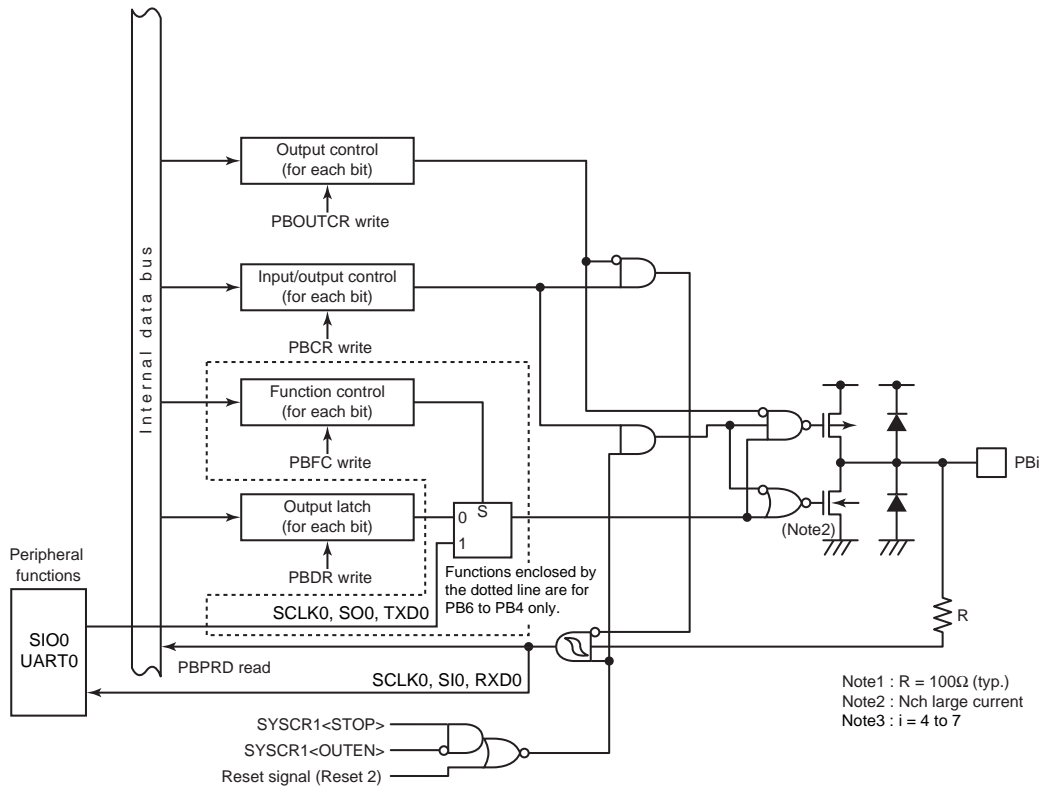 Output control
(for each bit)
PBOUTCR write
Internal data bus
Input/output control
(for each bit)
PBCR write
Function control
(for each bit)
PBFC write
Output latch
(for each bit)
PBDR write
S
0
1
Functions enclosed by
the dotted line are for
PB6 to PB4 only.
(Note2)
PBi
R
Peripheral
functions
SIO0
UART0
SCLK0, SO0, TXD0
PBPRD read
SCLK0, SI0, RXD0
SYSCR1<STOP>
SYSCR1<OUTEN>
Reset signal (Reset 2)
Note1 : R = 100Ω (typ.)
Note2 : Nch large current
Note3 : i = 4 to 7